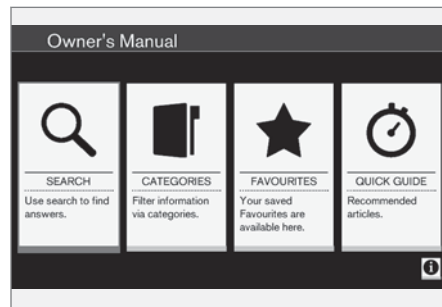 Owner's Manual
SEARCH
Use search to find
answers.
CATEGORIES
Filter information
via categories.
FAVOURITES
Your saved
Favourites are
available here.
QUICK GUIDE
Recommended
articles.